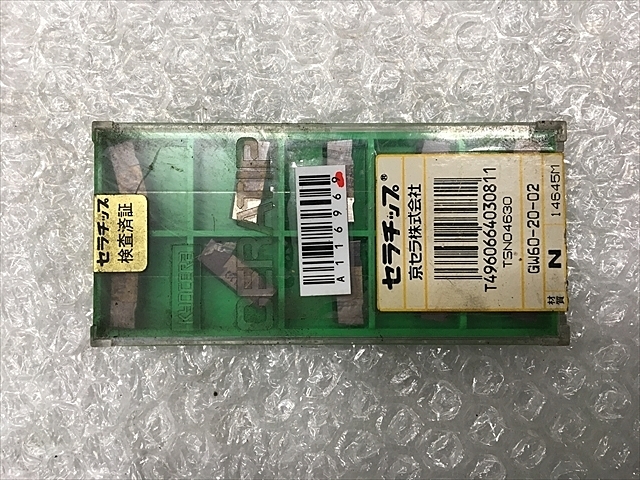 セラチップ
検査済証
KYOCERA
CERATIP
A116969
セラチップ®
京セラ株式会社
T4960664030811
TSN04630
GW60-20-02
14645M
材質
N